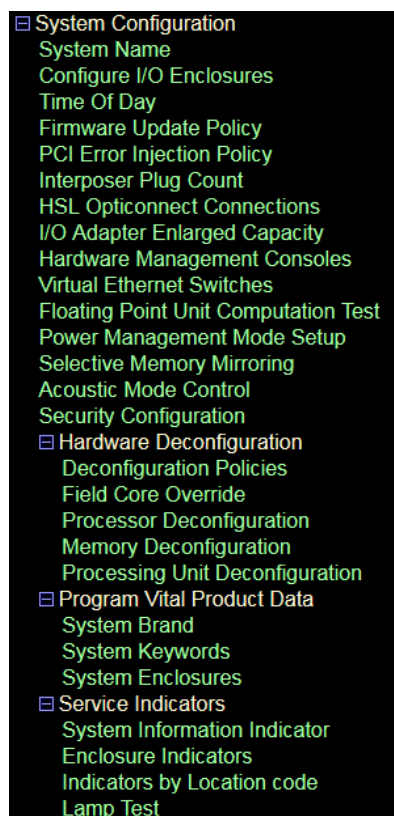 System Configuration
System Name
Configure I/O Enclosures
Time Of Day
Firmware Update Policy
PCI Error Injection Policy
Interposer Plug Count
HSL Opticonnect Connections
I/O Adapter Enlarged Capacity
Hardware Management Consoles
Virtual Ethernet Switches
Floating Point Unit Computation Test
Power Management Mode Setup
Selective Memory Mirroring
Acoustic Mode Control
Security Configuration
Hardware Deconfiguration
Deconfiguration Policies
Field Core Override
Processor Deconfiguration
Memory Deconfiguration
Processing Unit Deconfiguration
Program Vital Product Data
System Brand
System Keywords
System Enclosures
Service Indicators
System Information Indicator
Enclosure Indicators
Indicators by Location code
Lamp Test